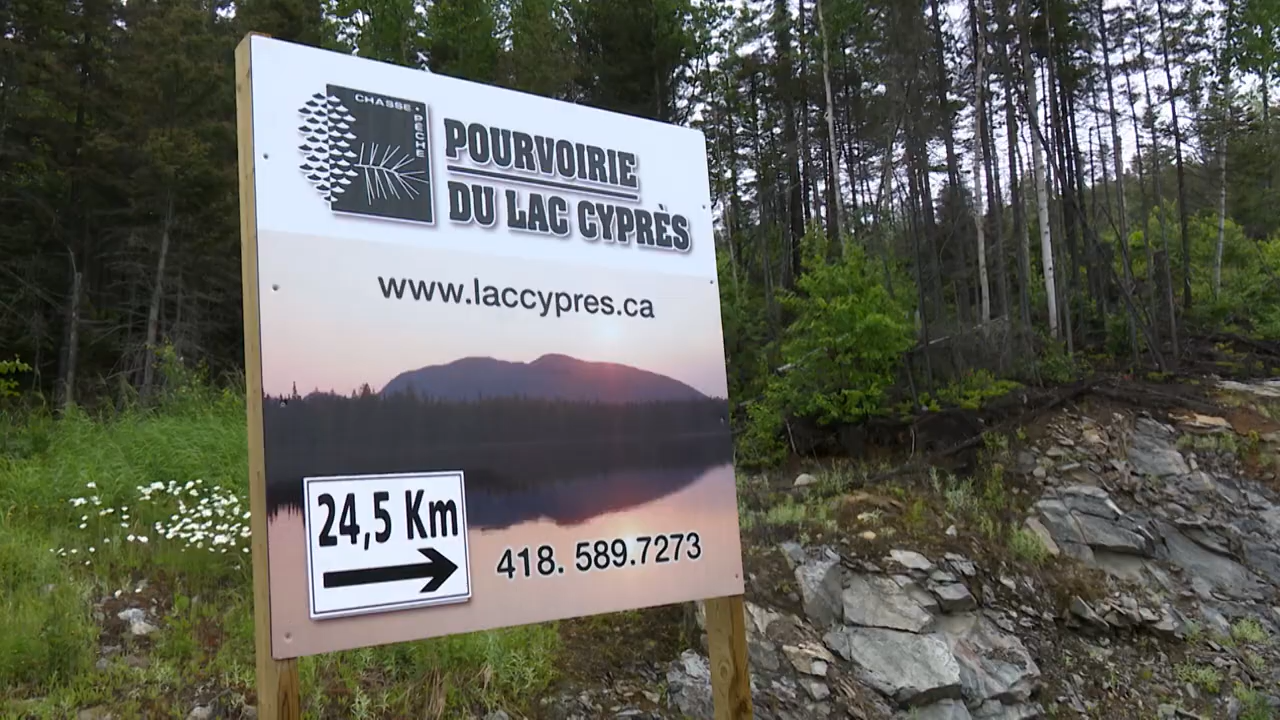 CHASSE • PÊCHE
POURVOIRIE
DU LAC CYPRÈS
www.laccypres.ca
24,5 Km
418. 589.7273